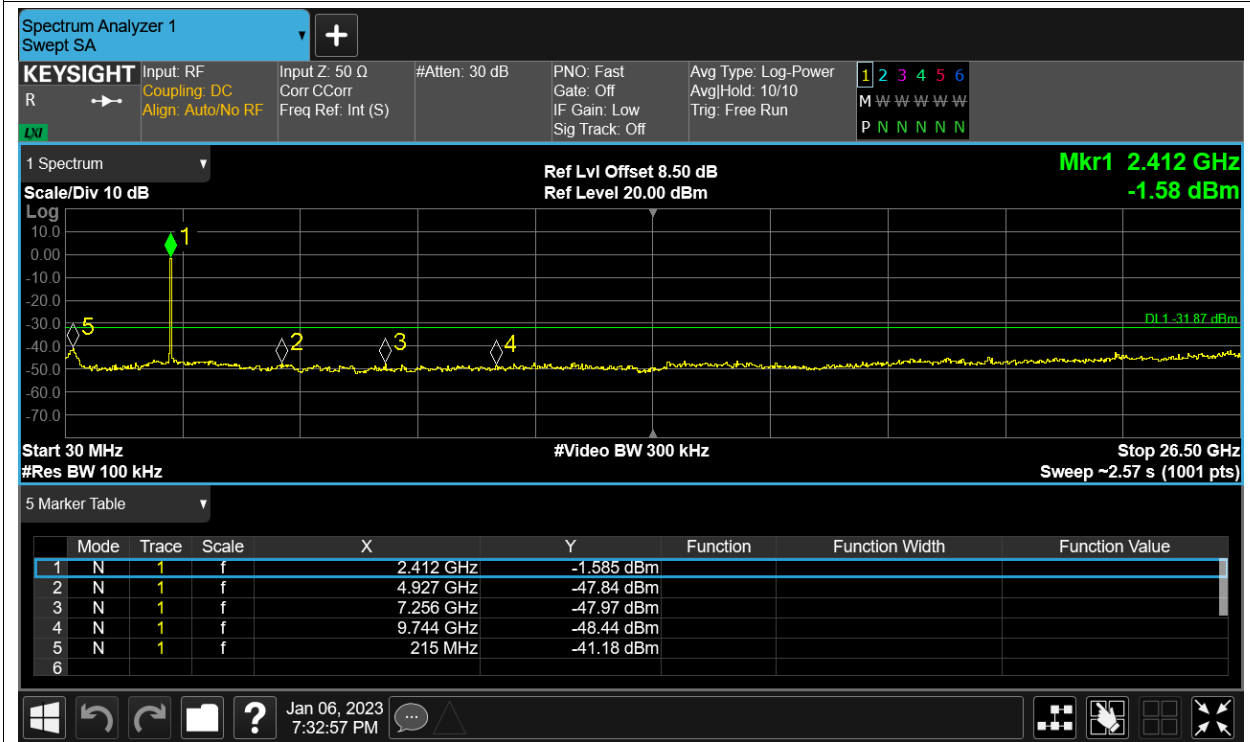 Spectrum Analyzer 1
Swept SA
+
KEYSIGHT
R
LXI
Input: RF
Coupling: DC
Align: Auto/No RF
Input Z: 50 Ω
Corr CCorr
Freq Ref: Int (S)
#Atten: 30 dB
PNO: Fast
Gate: Off
IF Gain: Low
Sig Track: Off
Avg Type: Log-Power
Avg|Hold: 10/10
Trig: Free Run
1 2 3 4 5 6
M W W W W W
P N N N N N
1 Spectrum
Scale/Div 10 dB
Ref Lvl Offset 8.50 dB
Ref Level 20.00 dBm
Mkr1 2.412 GHz
-1.58 dBm
Log
10.0
0.00
-10.0
-20.0
-30.0
-40.0
-50.0
-60.0
-70.0
1
5
2
3
4
DL1 -31.87 dBm
Start 30 MHz
#Video BW 300 kHz
Stop 26.50 GHz
#Res BW 100 kHz
Sweep ~2.57 s (1001 pts)
5 Marker Table
Mode Trace Scale X Y Function Function Width Function Value
1 N 1 f 2.412 GHz -1.585 dBm
2 N 1 f 4.927 GHz -47.84 dBm
3 N 1 f 7.256 GHz -47.97 dBm
4 N 1 f 9.744 GHz -48.44 dBm
5 N 1 f 215 MHz -41.18 dBm
6
?
Jan 06, 2023
7:32:57 PM